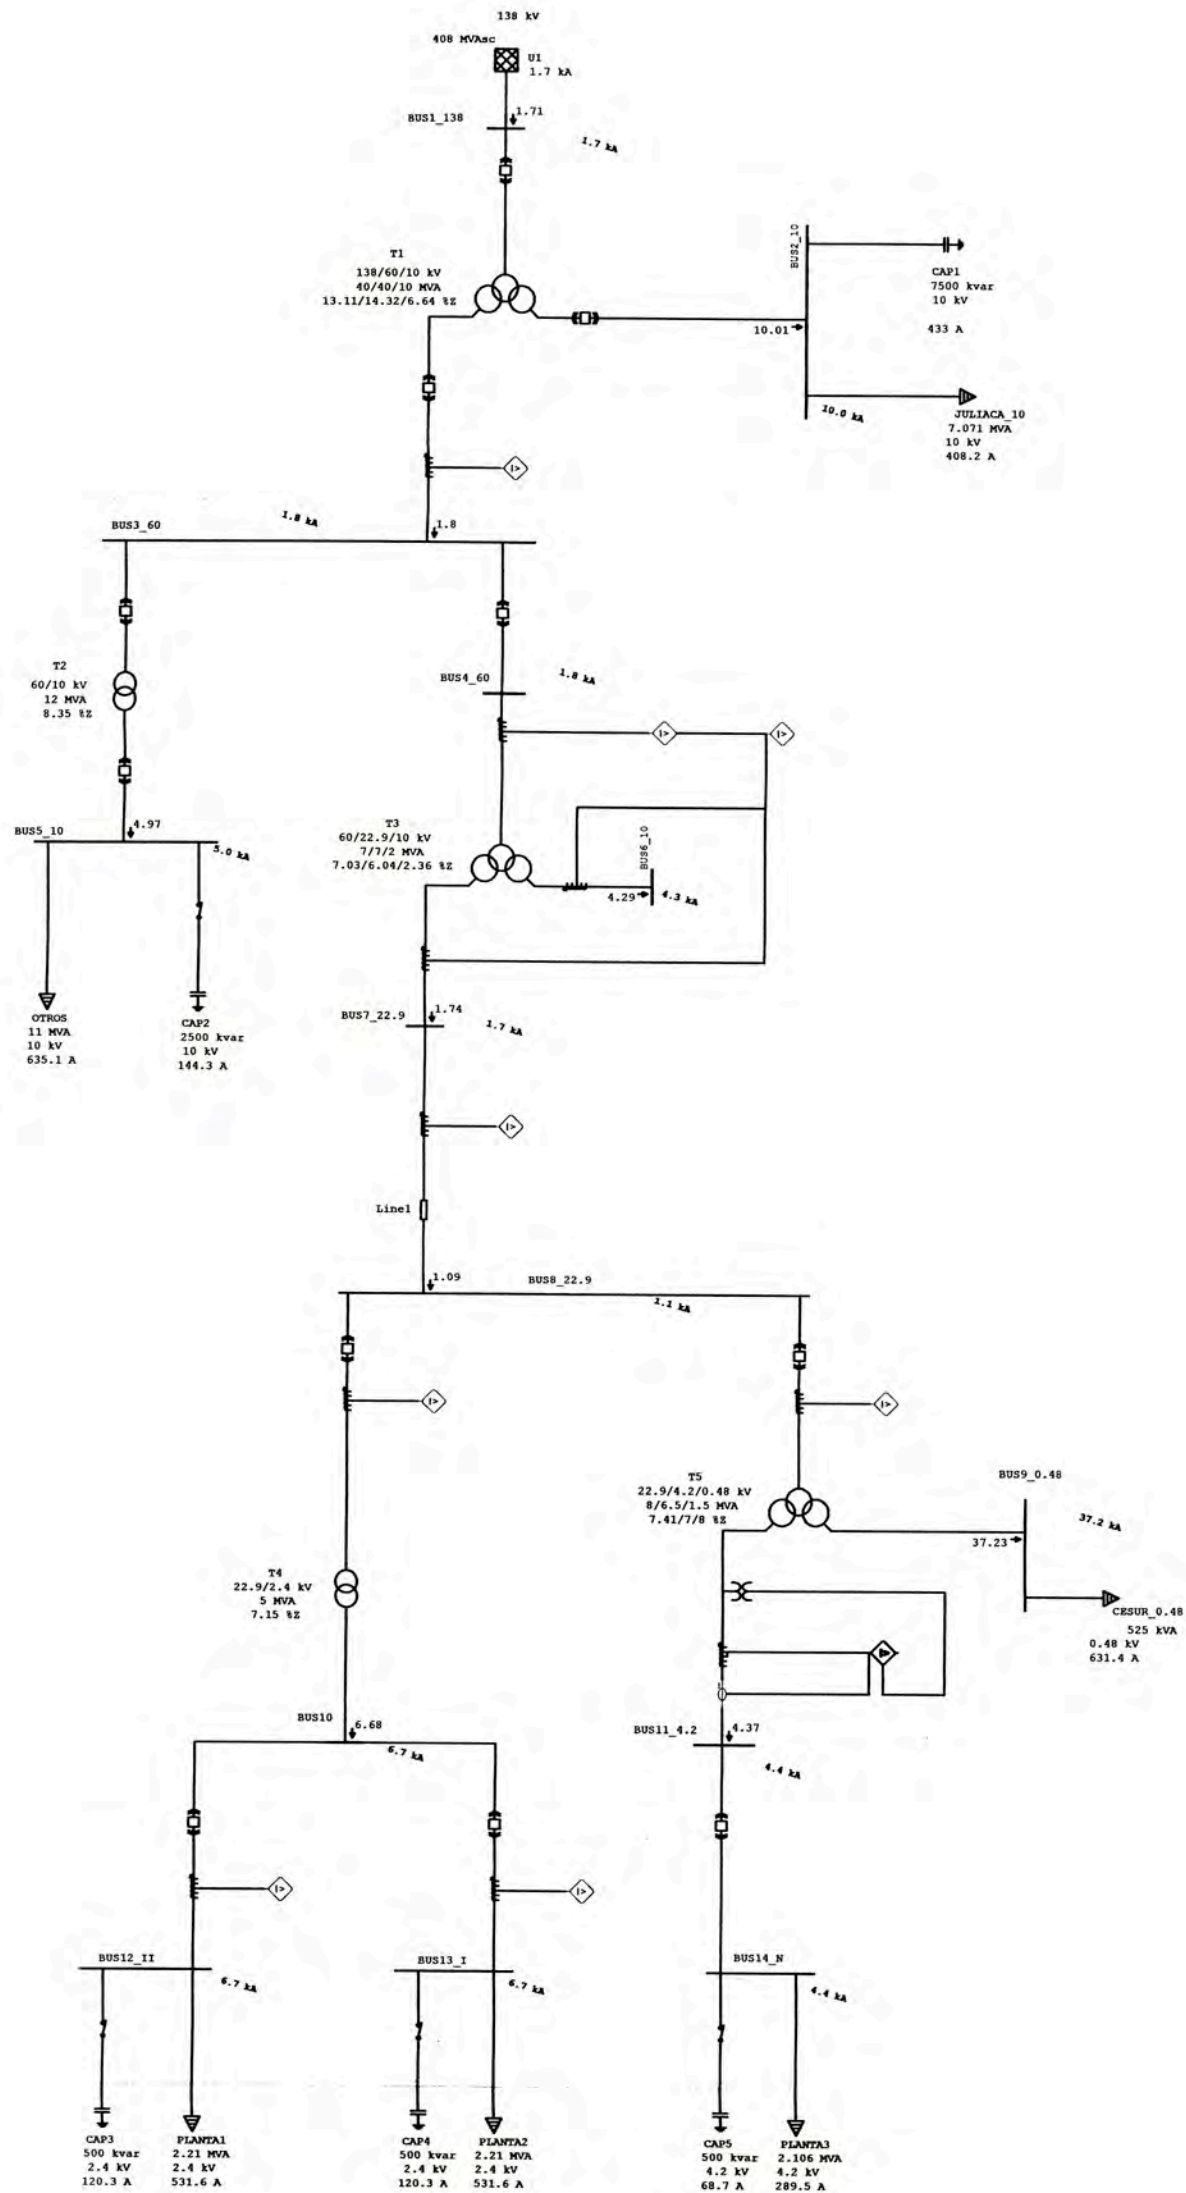 138 kV
408 MVAsc
U1
1.7 kA
1.71
BUS1_138
1.7 kA
T1
138/60/10 kV
40/40/10 MVA
13.11/14.32/6.64 %Z
BUS2_10
CAP1
7500 kvar
10 kV
433 A
10.01
10.0 kA
JULIACA_10
7.071 MVA
10 kV
408.2 A
I>
BUS3_60
1.8 kA
1.8
T2
60/10 kV
12 MVA
8.35 %Z
BUS4_60
1.8 kA
I>
I>
BUS5_10
4.97
5.0 kA
T3
60/22.9/10 kV
7/7/2 MVA
7.03/6.04/2.36 %Z
BUS6_10
4.29
4.3 kA
OTROS
11 MVA
10 kV
635.1 A
CAP2
2500 kvar
10 kV
144.3 A
BUS7_22.9
1.74
1.7 kA
I>
Line1
1.09
BUS8_22.9
1.1 kA
I>
I>
T5
22.9/4.2/0.48 kV
8/6.5/1.5 MVA
7.41/7/8 %Z
BUS9_0.48
37.2 kA
37.23
T4
22.9/2.4 kV
5 MVA
7.15 %Z
CESUR_0.48
525 kVA
0.48 kV
631.4 A
BUS10
6.68
6.7 kA
BUS11_4.2
4.37
4.4 kA
I>
I>
BUS12_II
6.7 kA
BUS13_I
6.7 kA
BUS14_N
4.4 kA
CAP3
500 kvar
2.4 kV
120.3 A
PLANTA1
2.21 MVA
2.4 kV
531.6 A
CAP4
500 kvar
2.4 kV
120.3 A
PLANTA2
2.21 MVA
2.4 kV
531.6 A
CAP5
500 kvar
4.2 kV
68.7 A
PLANTA3
2.106 MVA
4.2 kV
289.5 A